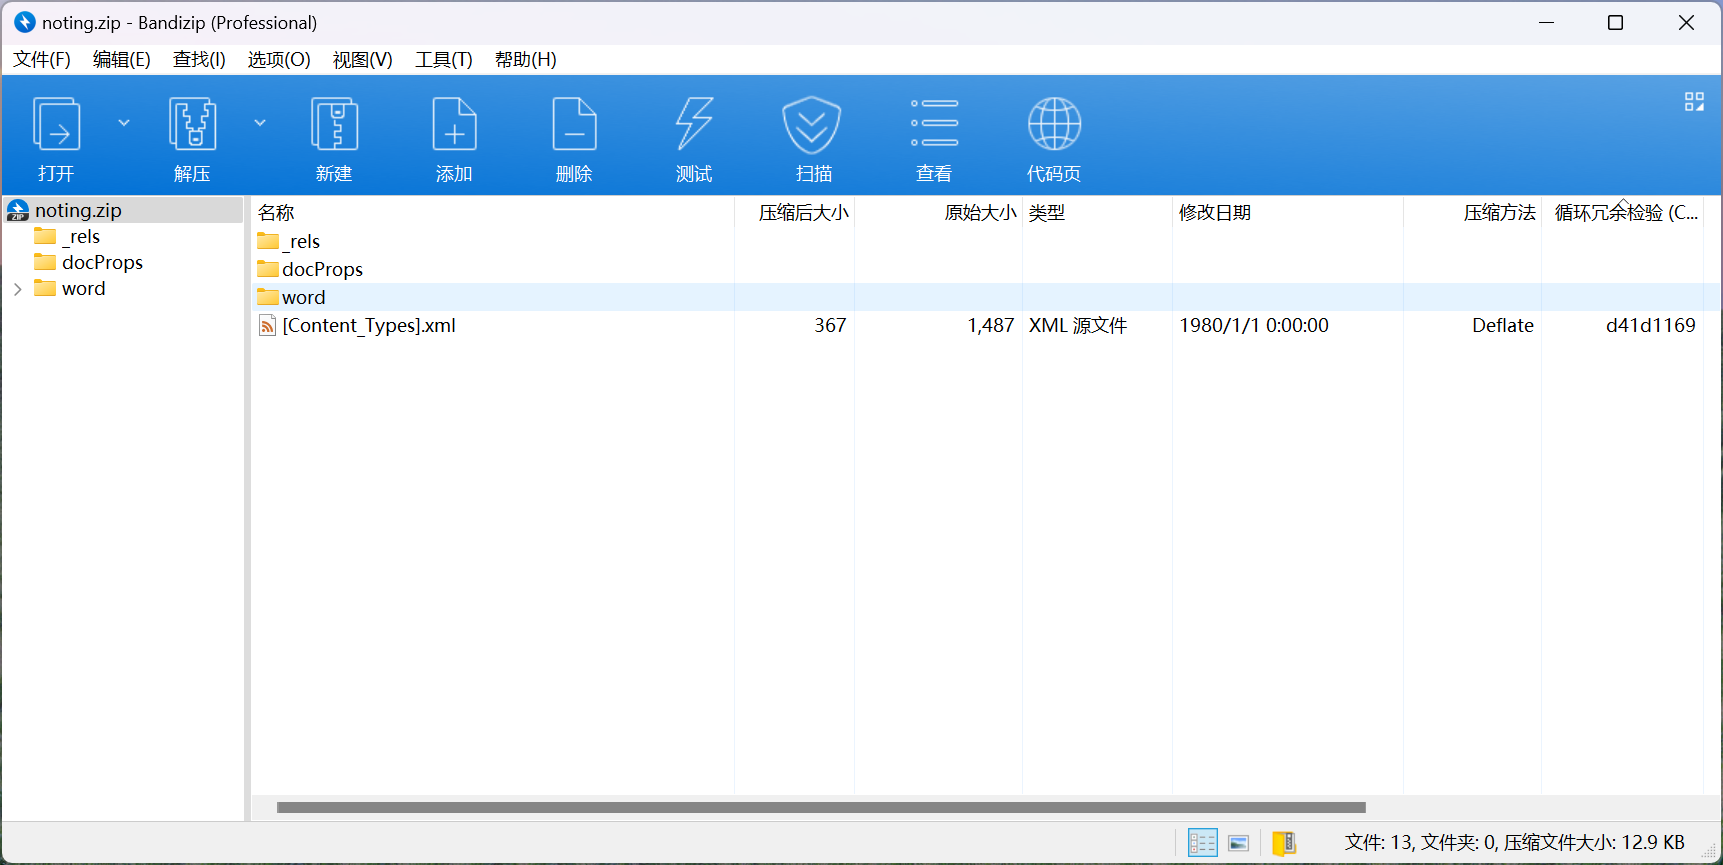 noting.zip - Bandizip (Professional)
文件(F) 编辑(E) 查找(I) 选项(O) 视图(V) 工具(T) 帮助(H)
打开 解压 新建 添加 删除 测试 扫描 查看 代码页
noting.zip
_rels
docProps
word
名称 压缩后大小 原始大小 类型 修改日期 压缩方法 循环冗余检验 (C...
_rels
docProps
word
[Content_Types].xml 367 1,487 XML 源文件 1980/1/1 0:00:00 Deflate d41d1169
文件: 13, 文件夹: 0, 压缩文件大小: 12.9 KB